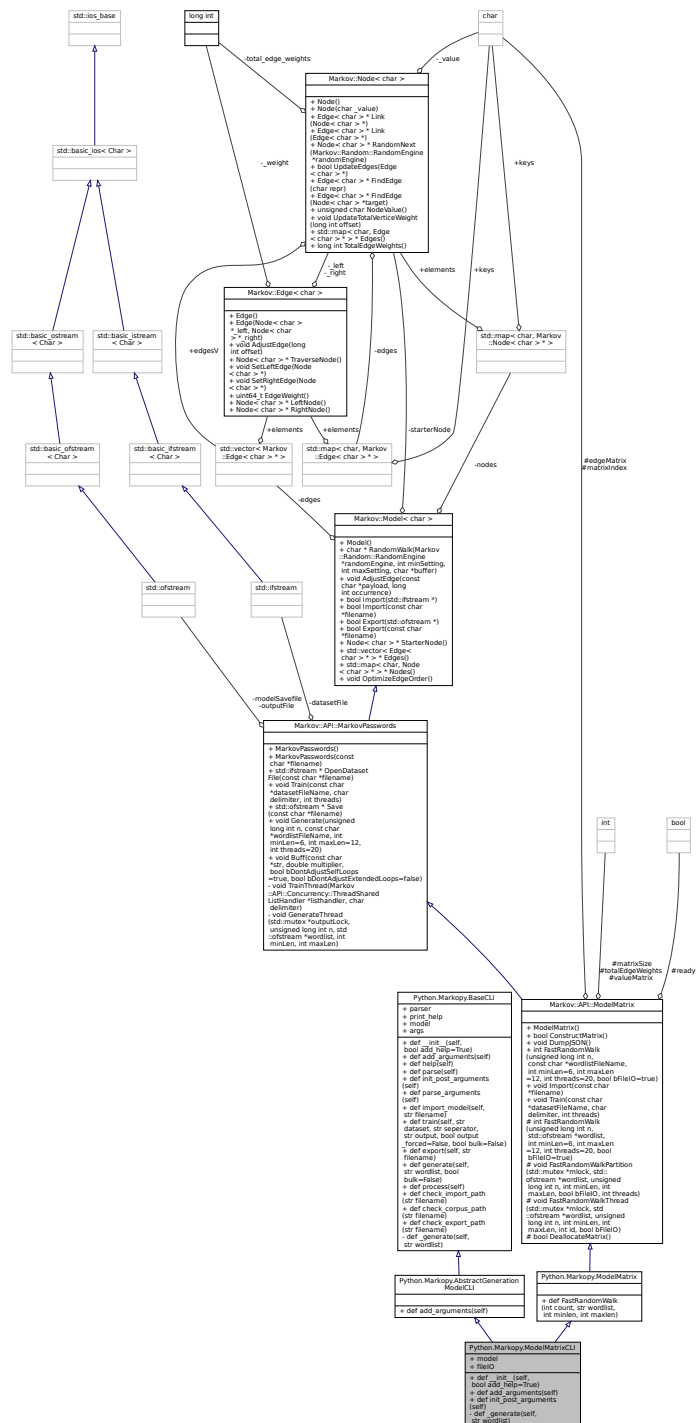 std::ios_base
long int
char
-total_edge_weights
-_value
Markov::Node< char >
+ Node()
+ Node(char _value)
+ Edge< char > * Link
(Node< char > *)
+ Edge< char > * Link
(Edge< char > *)
+ Node< char > * RandomNext
(Markov::Random::RandomEngine
*randomEngine)
+ bool UpdateEdges(Edge
< char > *)
+ Edge< char > * FindEdge
(char repr)
+ Edge< char > * FindEdge
(Node< char > *target)
+ unsigned char NodeValue()
+ void UpdateTotalVerticeWeight
(long int offset)
+ std::map< char, Edge
< char > * > * Edges()
+ long int TotalEdgeWeights()
std::basic_ios< Char >
-_weight
+keys
-_left
-_right
+elements
+keys
Markov::Edge< char >
+ Edge()
+ Edge(Node< char >
*_left, Node< char
> *_right)
+ void AdjustEdge(long
int offset)
+ Node< char > * TraverseNode()
+ void SetLeftEdge(Node
< char > *)
+ void SetRightEdge(Node
< char > *)
+ uint64_t EdgeWeight()
+ Node< char > * LeftNode()
+ Node< char > * RightNode()
std::basic_ostream
< Char >
std::basic_istream
< Char >
+edgesV
-edges
std::map< char, Markov
::Node< char > * >
+elements
+elements
-starterNode
std::basic_ofstream
< Char >
std::basic_ifstream
< Char >
std::vector< Markov
::Edge< char > * >
std::map< char, Markov
::Edge< char > * >
-nodes
#edgeMatrix
#matrixIndex
-edges
Markov::Model< char >
+ Model()
+ char * RandomWalk(Markov
::Random::RandomEngine
*randomEngine, int minSetting,
int maxSetting, char *buffer)
+ void AdjustEdge(const
char *payload, long
int occurrence)
+ bool Import(std::ifstream *)
+ bool Import(const char
*filename)
+ bool Export(std::ofstream *)
+ bool Export(const char
*filename)
+ Node< char > * StarterNode()
+ std::vector< Edge<
char > * > * Edges()
+ std::map< char, Node
< char > * > * Nodes()
+ void OptimizeEdgeOrder()
std::ofstream
std::ifstream
-modelSavefile
-outputFile
-datasetFile
Markov::API::MarkovPasswords
+ MarkovPasswords()
+ MarkovPasswords(const
char *filename)
+ std::ifstream * OpenDataset
File(const char *filename)
+ void Train(const char
*datasetFileName, char
delimiter, int threads)
+ std::ofstream * Save
(const char *filename)
+ void Generate(unsigned
long int n, const char
*wordlistFileName, int
minLen=6, int maxLen=12,
int threads=20)
+ void Buff(const char
*str, double multiplier,
bool bDontAdjustSelfLoops
=true, bool bDontAdjustExtendedLoops=false)
- void TrainThread(Markov
::API::Concurrency::ThreadShared
ListHandler *listhandler, char
delimiter)
- void GenerateThread
(std::mutex *outputLock,
unsigned long int n, std
::ofstream *wordlist, int
minLen, int maxLen)
int
bool
#matrixSize
#totalEdgeWeights
#valueMatrix
#ready
Python.Markopy.BaseCLI
+ parser
+ print_help
+ model
+ args
+ def __init__(self,
bool add_help=True)
+ def add_arguments(self)
+ def help(self)
+ def parse(self)
+ def init_post_arguments
(self)
+ def parse_arguments
(self)
+ def import_model(self,
str filename)
+ def train(self, str
dataset, str seperator,
str output, bool output
_forced=False, bool bulk=False)
+ def export(self, str
filename)
+ def generate(self,
str wordlist, bool
bulk=False)
+ def process(self)
+ def check_import_path
(str filename)
+ def check_corpus_path
(str filename)
+ def check_export_path
(str filename)
- def _generate(self,
str wordlist)
Markov::API::ModelMatrix
+ ModelMatrix()
+ bool ConstructMatrix()
+ void DumpJSON()
+ int FastRandomWalk
(unsigned long int n,
const char *wordlistFileName,
int minLen=6, int maxLen
=12, int threads=20, bool bFileIO=true)
+ void Import(const char
*filename)
+ void Train(const char
*datasetFileName, char
delimiter, int threads)
# int FastRandomWalk
(unsigned long int n,
std::ofstream *wordlist,
int minLen=6, int maxLen
=12, int threads=20, bool
bFileIO=true)
# void FastRandomWalkPartition
(std::mutex *mlock, std::
ofstream *wordlist, unsigned
long int n, int minLen, int
maxLen, bool bFileIO, int threads)
# void FastRandomWalkThread
(std::mutex *mlock, std
::ofstream *wordlist, unsigned
long int n, int minLen, int
maxLen, int id, bool bFileIO)
# bool DeallocateMatrix()
Python.Markopy.AbstractGeneration
ModelCLI
+ def add_arguments(self)
Python.Markopy.ModelMatrix
+ def FastRandomWalk
(int count, str wordlist,
int minlen, int maxlen)
Python.Markopy.ModelMatrixCLI
+ model
+ fileIO
+ def __init__(self,
bool add_help=True)
+ def add_arguments(self)
+ def init_post_arguments
(self)
- def _generate(self,
str wordlist)